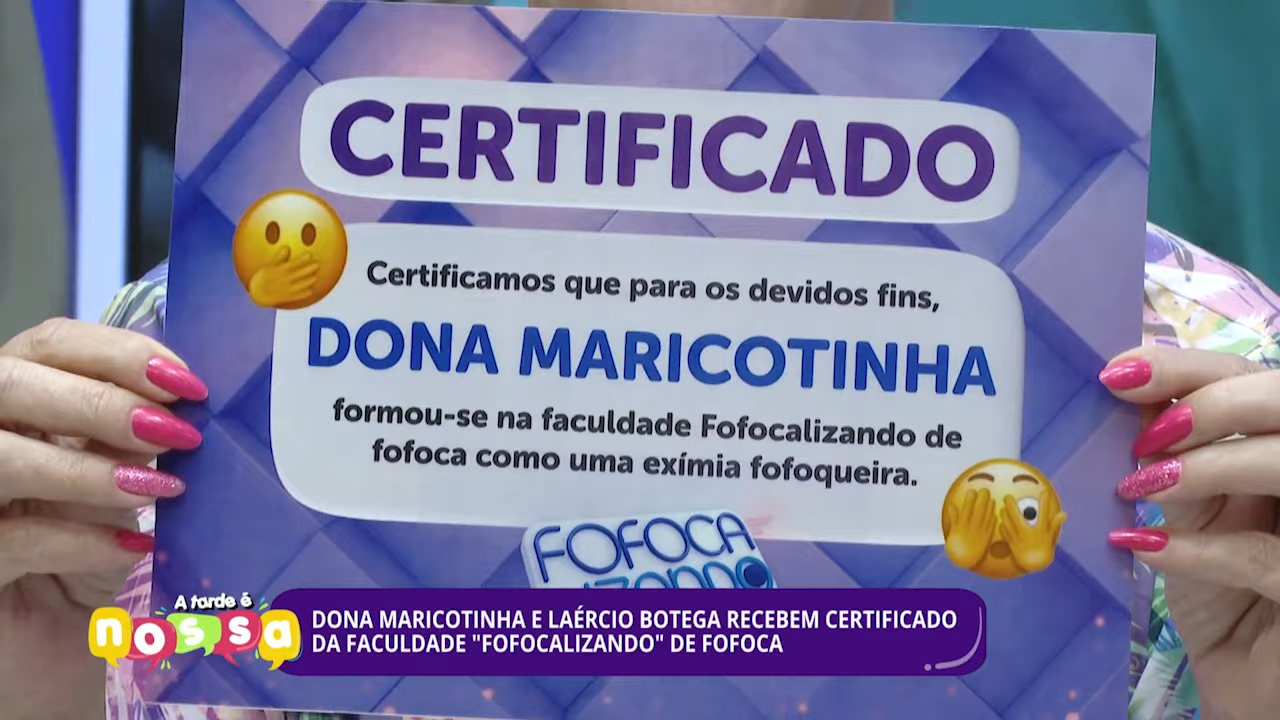 CERTIFICADO
Certificamos que para os devidos fins,
DONA MARICOTINHA
formou-se na faculdade Fofocalizando de
fofoca como uma exímia fofoqueira.
FOFOCA
A tarde é
nossa
DONA MARICOTINHA E LAÉRCIO BOTEGA RECEBEM CERTIFICADO
DA FACULDADE "FOFOCALIZANDO" DE FOFOCA